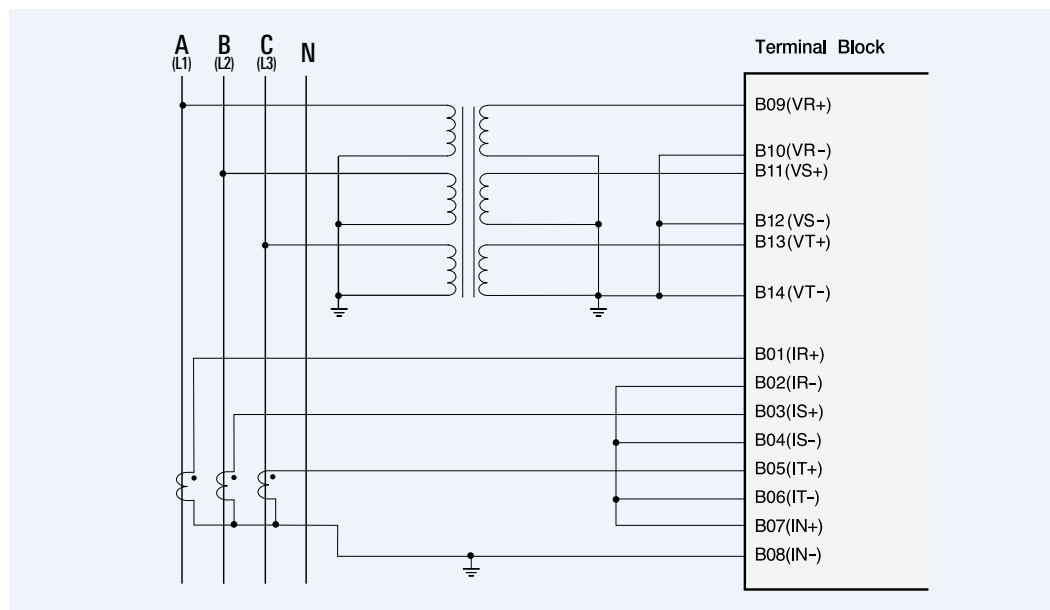 A B C N
(L1) (L2) (L3)
Terminal Block
B09(VR+)
B10(VR-)
B11(VS+)
B12(VS-)
B13(VT+)
B14(VT-)
B01(IR+)
B02(IR-)
B03(IS+)
B04(IS-)
B05(IT+)
B06(IT-)
B07(IN+)
B08(IN-)